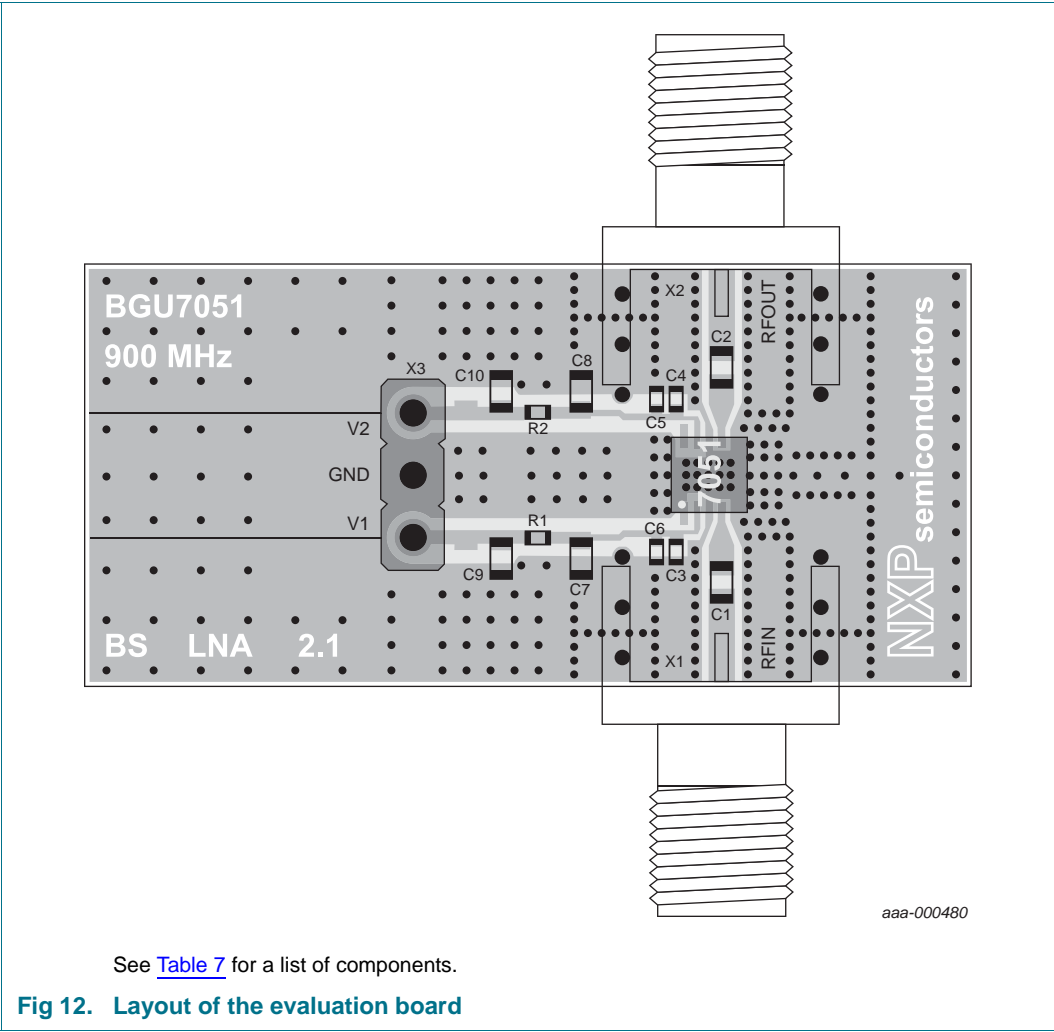 BGU7051
900 MHz
X2
RFOUT
C2
X3
C10
C8
C4
V2
R2
C5
GND
7051
V1
R1
C6
C9
C7
C3
C1
BS LNA 2.1
X1
RFIN
NXP semiconductors
aaa-000480
See Table 7 for a list of components.
Fig 12. Layout of the evaluation board